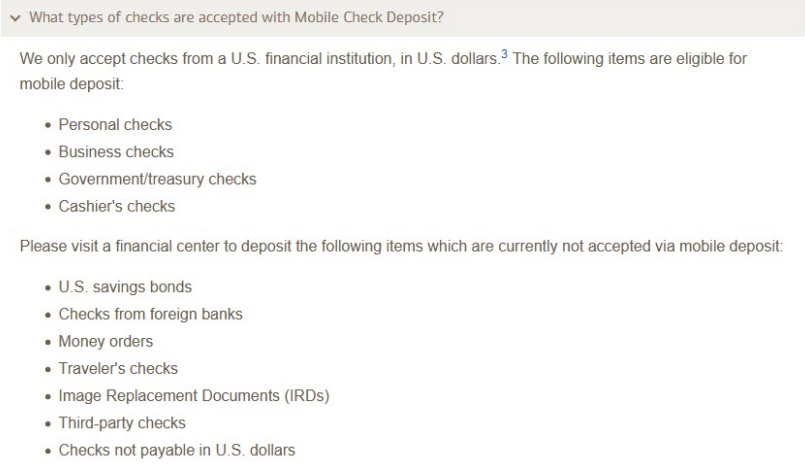 What types of checks are accepted with Mobile Check Deposit?
We only accept checks from a U.S. financial institution, in U.S. dollars.3 The following items are eligible for
mobile deposit:
• Personal checks
• Business checks
• Government/treasury checks
• Cashier's checks
Please visit a financial center to deposit the following items which are currently not accepted via mobile deposit:
• U.S. savings bonds
• Checks from foreign banks
• Money orders
• Traveler's checks
• Image Replacement Documents (IRDs)
• Third-party checks
• Checks not payable in U.S. dollars